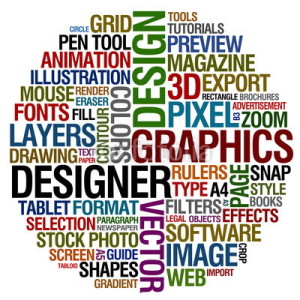 CIRCLE
GRID
DESIGN
TOOLS
TUTORIALS
PEN TOOL
PREVIEW
ANIMATION
MAGAZINE
ILLUSTRATION
3D
EXPORT
MOUSE
RENDER
COLORS
RECTANGLE
BROCHURES
ERASER
PIXEL
B3
ADVERTISEMENT
FONTS
FILL
CONTOUR
ZOOM
LAYERS
GRAPHICS
DRAWING
TEXT
PAPER
DESIGNER
RULERS
PAGE
SNAP
TYPE
A4
STYLE
TABLET
FORMAT
VECTOR
FILTERS
BOOKS
SELECTION
PARAGRAPH
NEWSPAPER
LEGAL
OBJECTS
EFFECTS
STOCK PHOTO
SOFTWARE
SCREEN
A5
GUIDE
IMAGE
CROP
TABLOID
SHAPES
WEB
IMPORT
GRADIENT